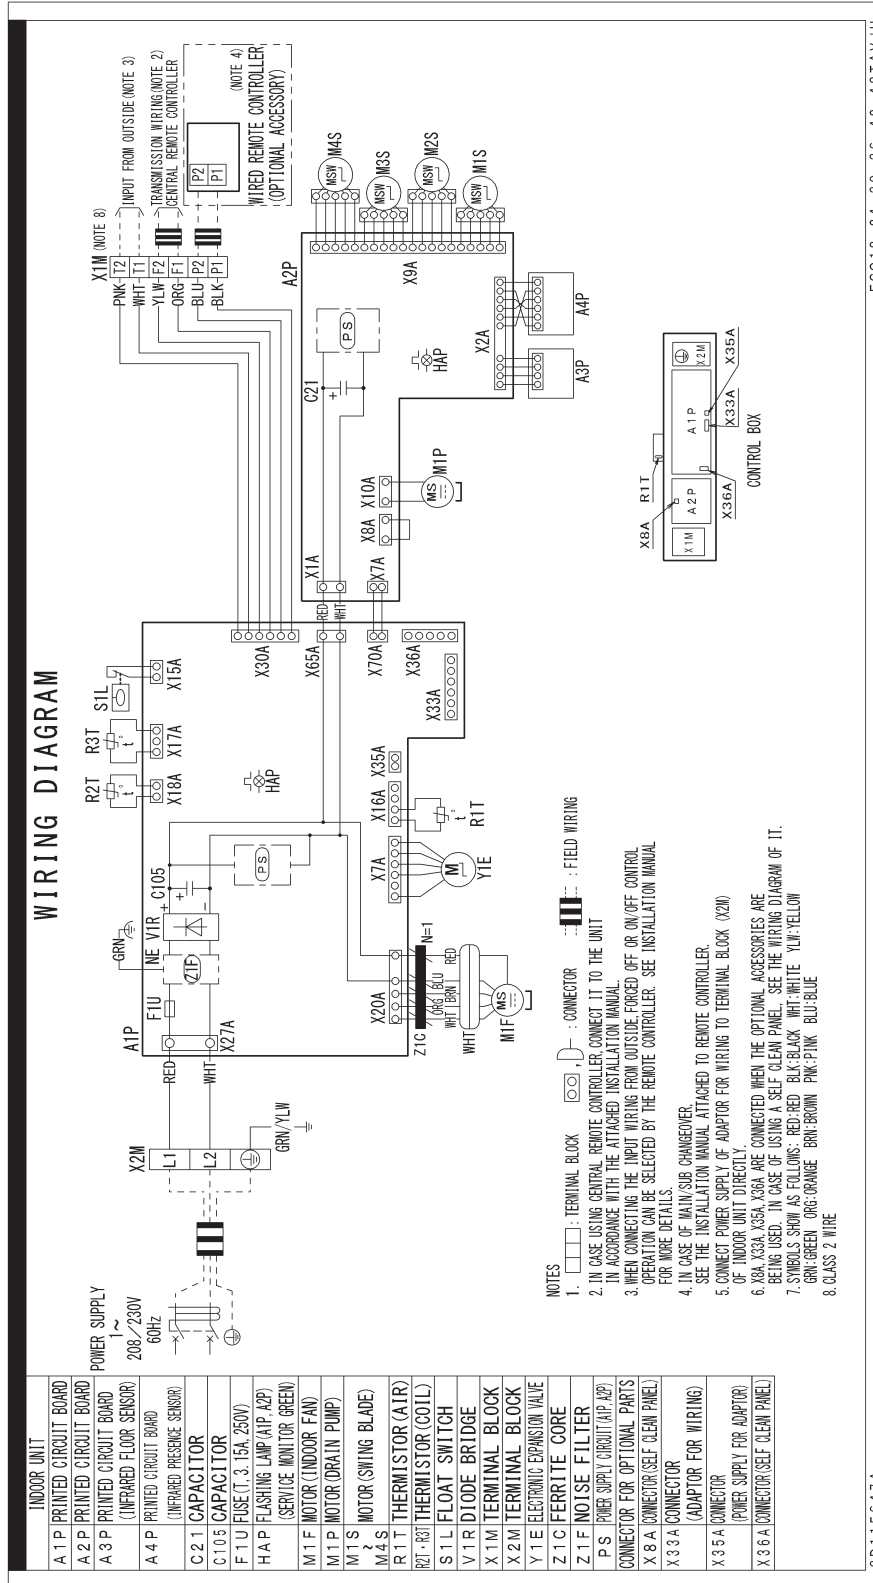 WIRING DIAGRAM
INDOOR UNIT
A1P PRINTED CIRCUIT BOARD
A2P PRINTED CIRCUIT BOARD
A3P PRINTED CIRCUIT BOARD
(INFRARED FLOOR SENSOR)
A4P PRINTED CIRCUIT BOARD
(INFRARED PRESENCE SENSOR)
C21 CAPACITOR
C105 CAPACITOR
F1U FUSE(T, 3. 15A, 250V)
HAP FLASHING LAMP(A1P, A2P)
(SERVICE MONITOR GREEN)
M1F MOTOR(INDOOR FAN)
M1P MOTOR(DRAIN PUMP)
M1S
~
M4S
MOTOR(SWING BLADE)
R1T THERMISTOR(AIR)
R2T・R3T THERMISTOR(COIL)
S1L FLOAT SWITCH
V1R DIODE BRIDGE
X1M TERMINAL BLOCK
X2M TERMINAL BLOCK
Y1E ELECTRONIC EXPANSION VALVE
Z1C FERRITE CORE
Z1F NOISE FILTER
PS POWER SUPPLY CIRCUIT(A1P, A2P)
CONNECTOR FOR OPTIONAL PARTS
X8A CONNECTOR(SELF CLEAN PANEL)
X33A CONNECTOR
(ADAPTOR FOR WIRING)
X35A CONNECTOR
(POWER SUPPLY FOR ADAPTOR)
X36A CONNECTOR(SELF CLEAN PANEL)
POWER SUPPLY
1~
208/230V
60Hz
X2M
L1
L2
GRN/YLW
RED
WHT
A1P
X27A
F1U
GRN
NE
Z1F
V1R
+
-
C105
PS
R2T
t°
X18A
R3T
t°
X17A
S1L
X15A
HAP
X30A
X65A
X70A
X36A
X33A
X35A
X16A
R1T
t°
X7A
M
Y1E
X20A
Z1C
N=1
WHT
ORG
BRN
BLU
RED
WHT
MS
M1F
RED
WHT
X1A
X7A
X8A
X10A
MS
M1P
A2P
C21
+
PS
HAP
X2A
X9A
A3P
A4P
MSW
M4S
MSW
M3S
MSW
M2S
MSW
M1S
X1M (NOTE 8)
PNK T2
WHT T1
YLW F2
ORG F1
BLU P2
BLK P1
INPUT FROM OUTSIDE(NOTE 3)
TRANSMISSION WIRING(NOTE 2)
CENTRAL REMOTE CONTROLLER
P2
P1
(NOTE 4)
WIRED REMOTE CONTROLLER
(OPTIONAL ACCESSORY)
X8A
R1T
X1M
A2P
A1P
X2M
X36A
X33A
X35A
CONTROL BOX
NOTES
1. : TERMINAL BLOCK , : CONNECTOR : FIELD WIRING
2. IN CASE USING CENTRAL REMOTE CONTROLLER, CONNECT IT TO THE UNIT
IN ACCORDANCE WITH THE ATTACHED INSTALLATION MANUAL.
3. WHEN CONNECTING THE INPUT WIRING FROM OUTSIDE, FORCED OFF OR ON/OFF CONTROL
OPERATION CAN BE SELECTED BY THE REMOTE CONTROLLER. SEE INSTALLATION MANUAL
FOR MORE DETAILS.
4. IN CASE OF MAIN/SUB CHANGEOVER.
SEE THE INSTALLATION MANUAL ATTACHED TO REMOTE CONTROLLER.
5. CONNECT POWER SUPPLY OF ADAPTOR FOR WIRING TO TERMINAL BLOCK (X2M)
OF INDOOR UNIT DIRECTLY.
6. X8A, X33A, X35A, X36A ARE CONNECTED WHEN THE OPTIONAL ACCESSORIES ARE
BEING USED. IN CASE OF USING A SELF CLEAN PANEL, SEE THE WIRING DIAGRAM OF IT.
7. SYMBOLS SHOW AS FOLLOWS: RED:RED BLK:BLACK WHT:WHITE YLW:YELLOW
GRN:GREEN ORG:ORANGE BRN:BROWN PNK:PINK BLU:BLUE
8. CLASS 2 WIRE